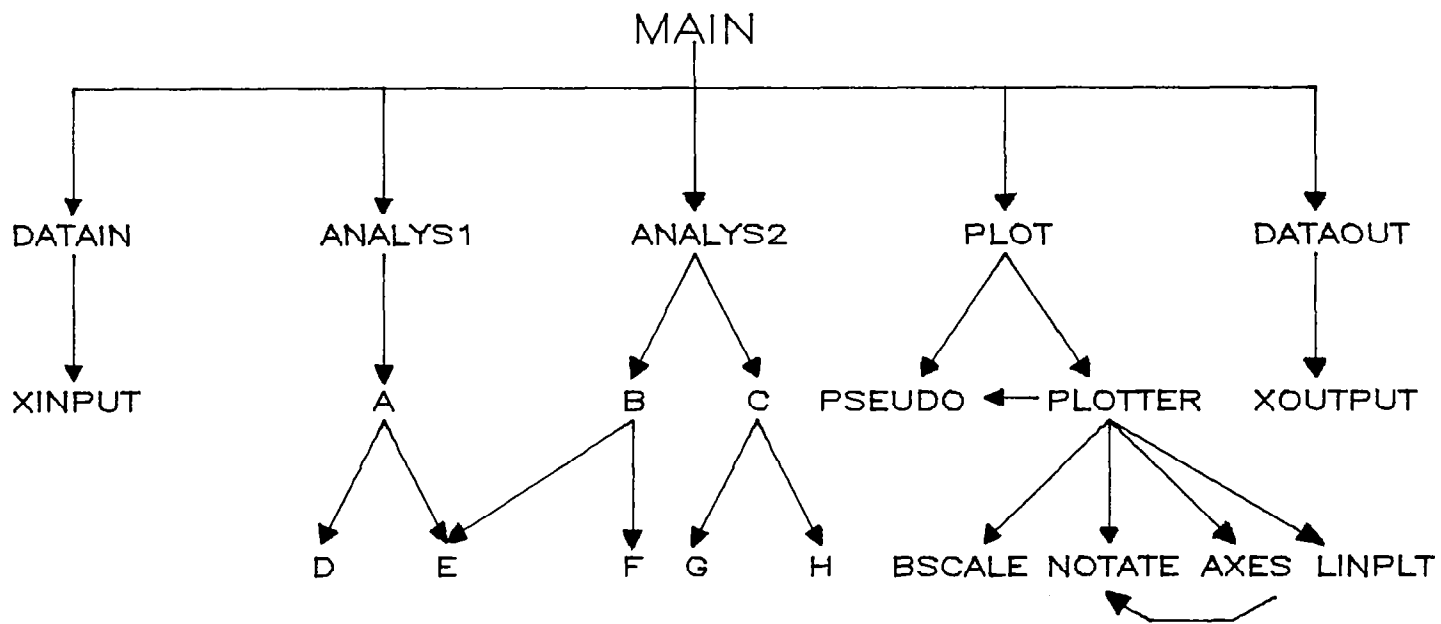 MAIN
DATAIN ANALYS1 ANALYS2 PLOT DATAOUT
XINPUT A B C PSEUDO PLOTTER XOUTPUT
D E F G H BSCALE NOTATE AXES LINPLT